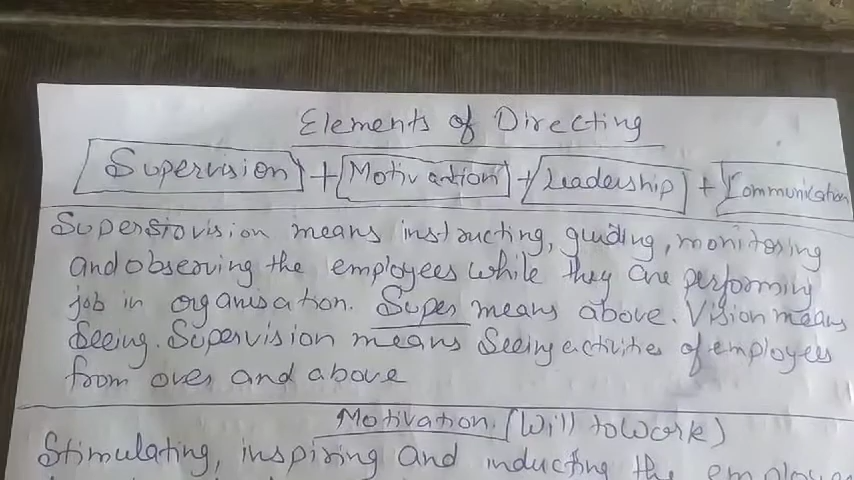 Elements of Directing
Supervision + Motivation + Leadership + Communication
Superstovision means instructing, guiding, monitoring
and observing the employees while they are performing
job in organisation. Super means above. Vision means
Seeing. Supervision means Seeing activities of employees
from over and above
Motivation (Will to Work)
Stimulating, inspiring and inducting the